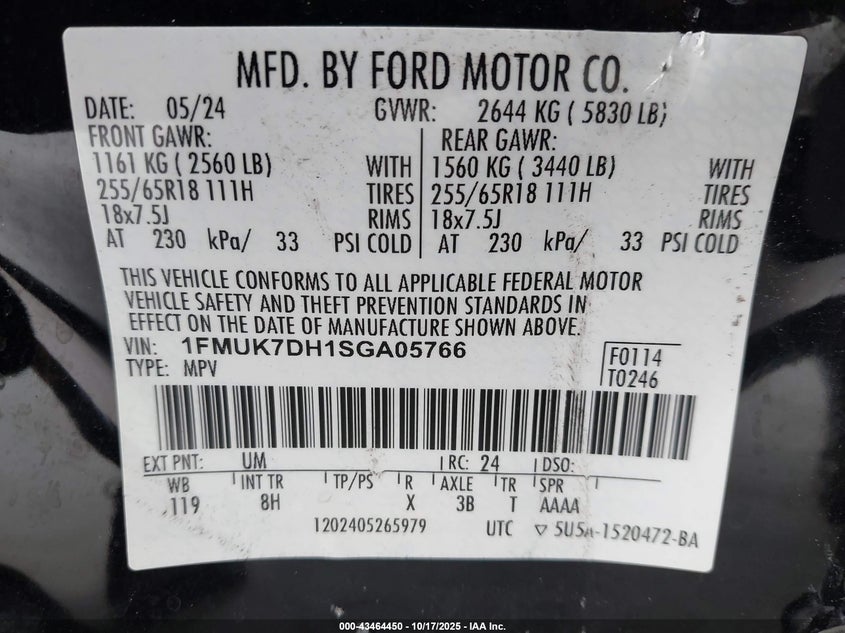 MFD. BY FORD MOTOR CO.
DATE: 05/24 GVWR: 2644 KG ( 5830 LB)
FRONT GAWR: REAR GAWR:
1161 KG ( 2560 LB) WITH 1560 KG ( 3440 LB) WITH
255/65R18 111H TIRES 255/65R18 111H TIRES
18x7.5J RIMS 18x7.5J RIMS
AT 230 kPa/ 33 PSI COLD AT 230 kPa/ 33 PSI COLD
THIS VEHICLE CONFORMS TO ALL APPLICABLE FEDERAL MOTOR
VEHICLE SAFETY AND THEFT PREVENTION STANDARDS IN
EFFECT ON THE DATE OF MANUFACTURE SHOWN ABOVE.
VIN: 1FMUK7DH1SGA05766 F0114
TYPE: MPV T0246
EXT PNT: UM RC: 24 DSO:
WB INT TR TP/PS R AXLE TR SPR
119 8H X 3B T AAAA
1202405265979 UTC ▽ 5U5A-1520472-BA
000-43464450 - 10/17/2025 - IAA Inc.